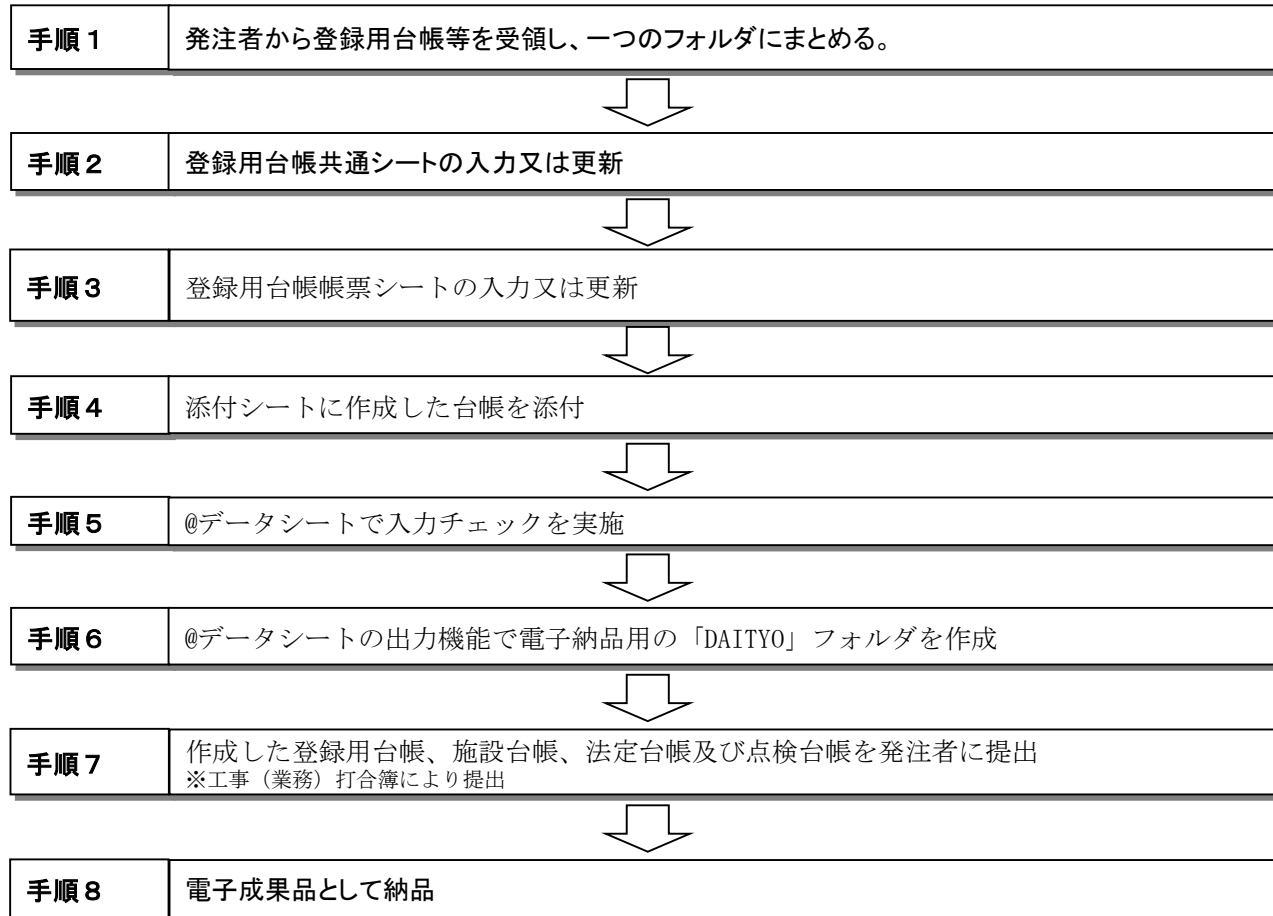 手順１ 発注者から登録用台帳等を受領し、一つのフォルダにまとめる。
手順２ 登録用台帳共通シートの入力又は更新
手順３ 登録用台帳帳票シートの入力又は更新
手順４ 添付シートに作成した台帳を添付
手順５ @データシートで入力チェックを実施
手順６ @データシートの出力機能で電子納品用の「DAITYO」フォルダを作成
手順７ 作成した登録用台帳、施設台帳、法定台帳及び点検台帳を発注者に提出
※工事（業務）打合簿により提出
手順８ 電子成果品として納品